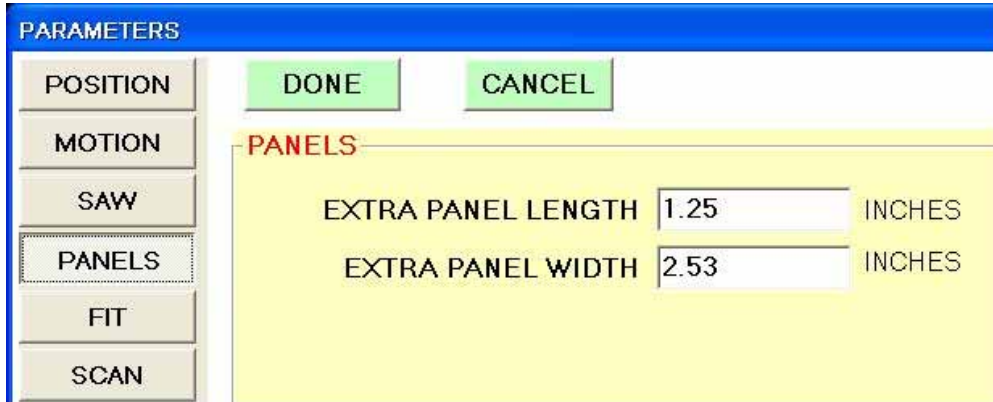 PARAMETERS
POSITION
MOTION
SAW
PANELS
FIT
SCAN
DONE CANCEL
PANELS
EXTRA PANEL LENGTH 1.25 INCHES
EXTRA PANEL WIDTH 2.53 INCHES